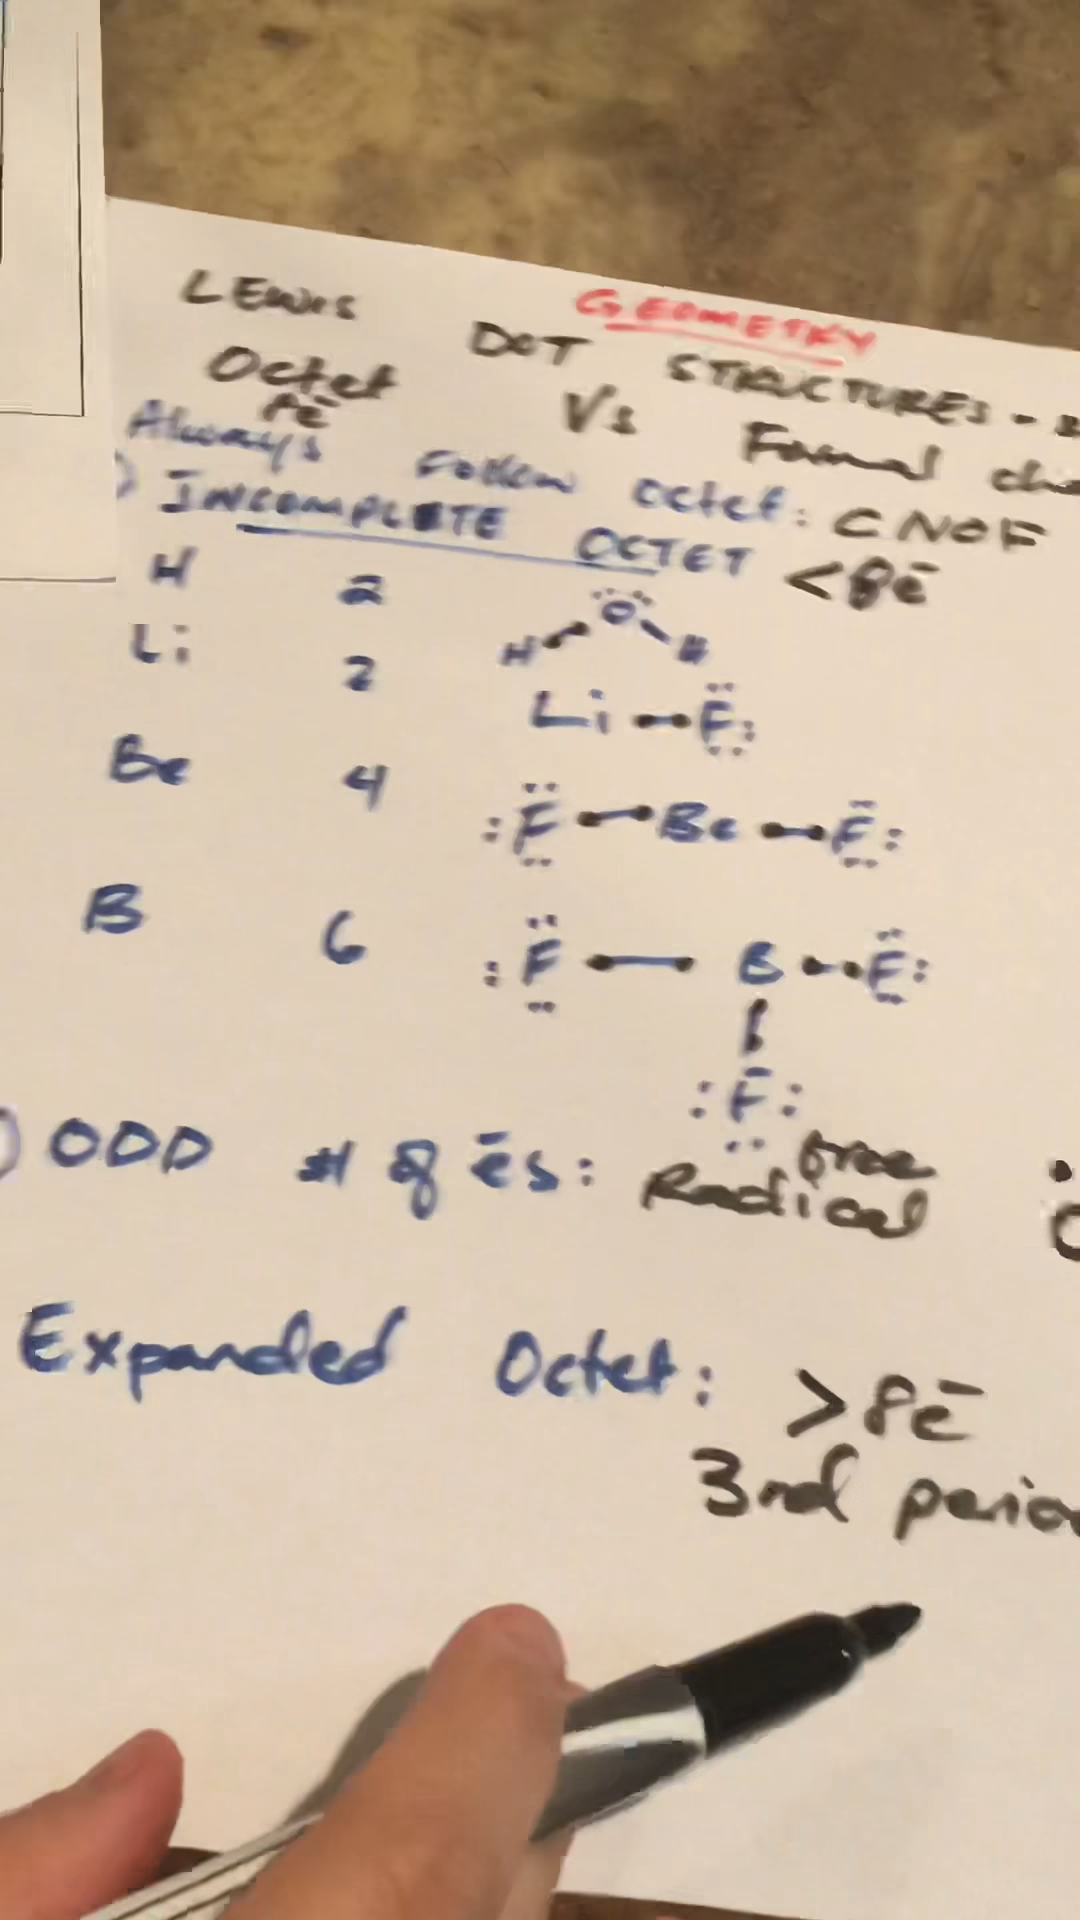 GEOMETRY
LEWIS DOT STRUCTURES -
Octet Vs Formal
8ē
Always Follow octet: CNOF
INCOMPLETE OCTET <8ē
H 2 H O H
Li 2 Li F
Be 4 F Be F
B 6 F B F
F
ODD # of ēs: free Radical
Expanded Octet: >8ē
3rd